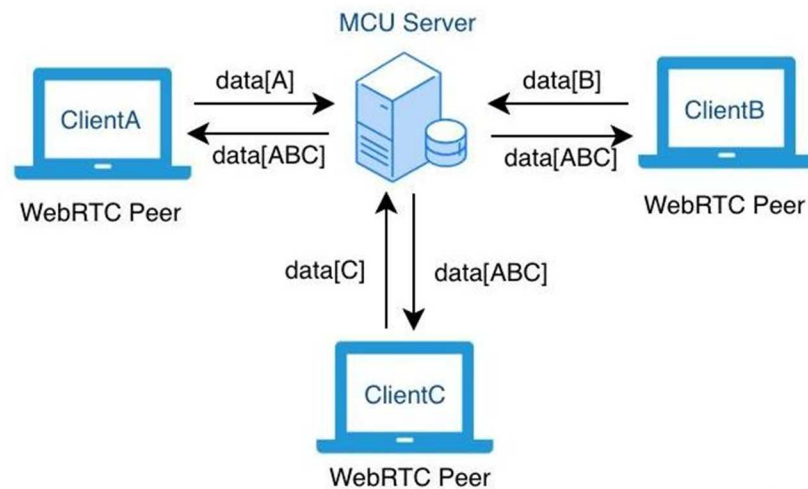 MCU Server
data[A]
data[B]
ClientA
ClientB
data[ABC]
data[ABC]
WebRTC Peer
WebRTC Peer
data[C]
data[ABC]
ClientC
WebRTC Peer